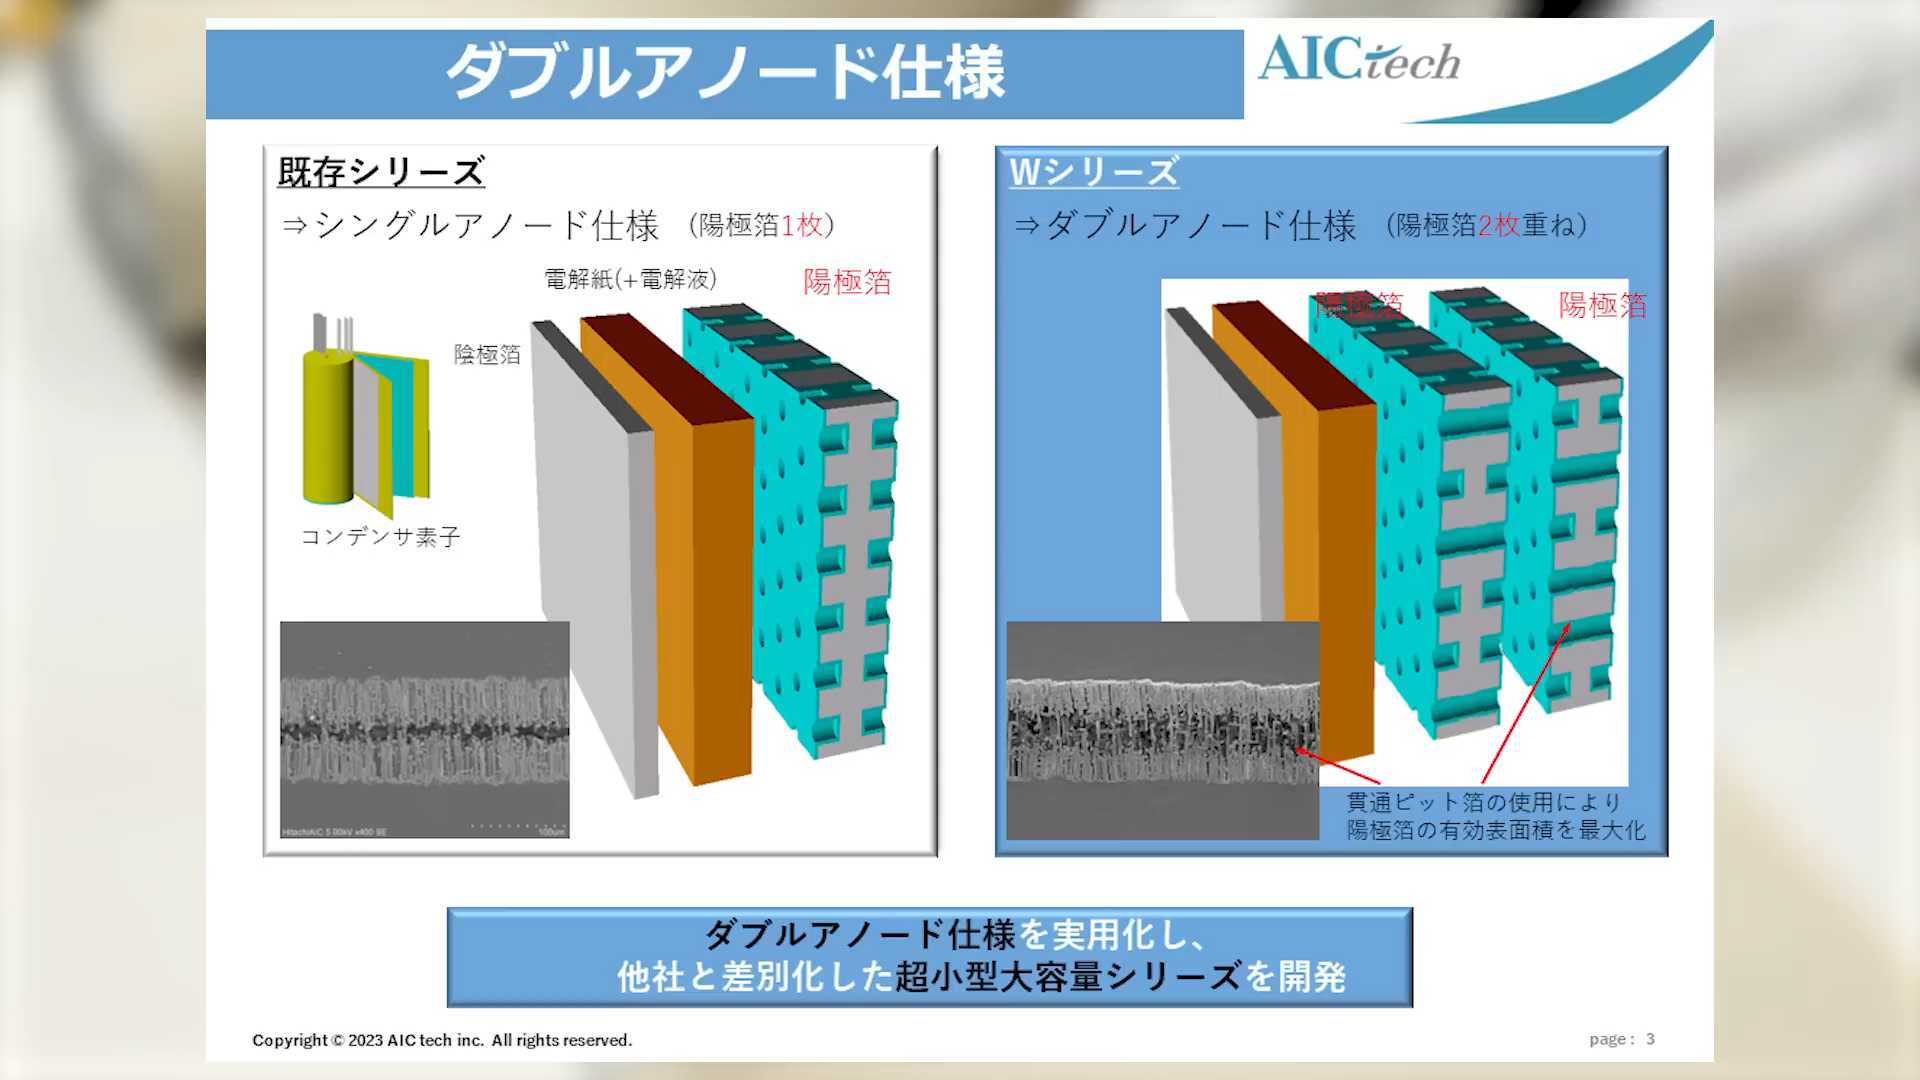 ダブルアノード仕様
AICtech
既存シリーズ
⇒シングルアノード仕様 (陽極箔1枚)
電解紙(+電解液)
陽極箔
陰極箔
コンデンサ素子
HitachiAIC 5.00kV x400 SE 100um
Wシリーズ
⇒ダブルアノード仕様 (陽極箔2枚重ね)
陽極箔
陽極箔
貫通ピット箔の使用により
陽極箔の有効表面積を最大化
ダブルアノード仕様を実用化し、
他社と差別化した超小型大容量シリーズを開発
Copyright © 2023 AIC tech inc. All rights reserved.
page : 3